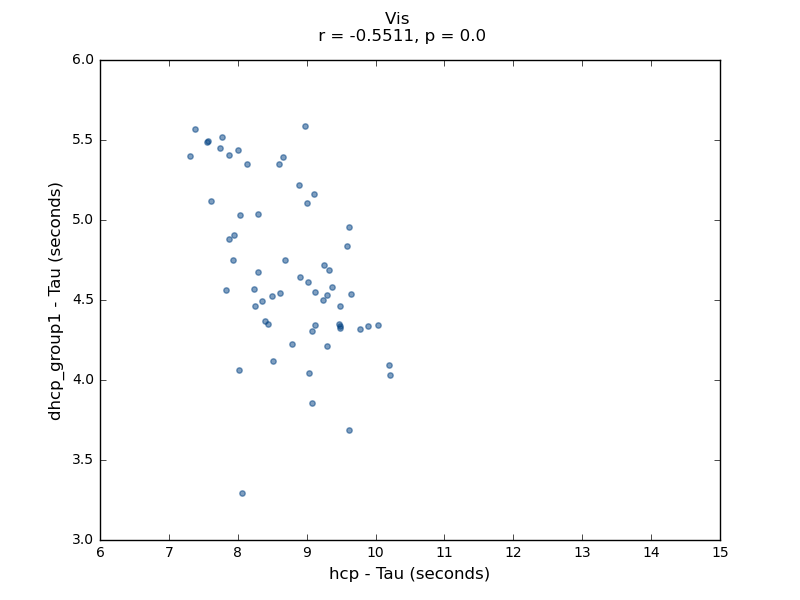 Vis
r = -0.5511, p = 0.0
6.0
5.5
5.0
4.5
4.0
3.5
3.0
dhcp_group1 - Tau (seconds)
6 7 8 9 10 11 12 13 14 15
hcp - Tau (seconds)